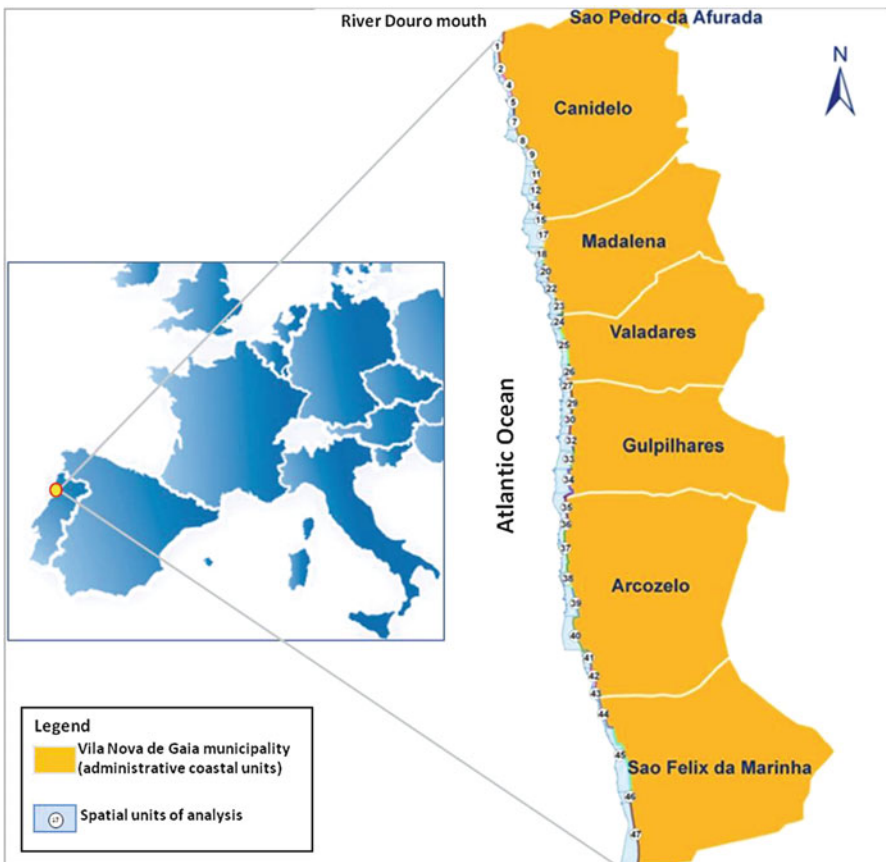 River Douro mouth
Sao Pedro da Afurada
N
1
2
4
5
Canidelo
7
8
9
11
12
14
15
17
Madalena
18
20
22
23
24
Valadares
25
26
27
29
30
32
Gulpilhares
33
34
Atlantic Ocean
35
36
37
38
Arcozelo
39
40
41
42
43
44
45
Sao Felix da Marinha
46
47
Legend
Vila Nova de Gaia municipality
(administrative coastal units)
Spatial units of analysis